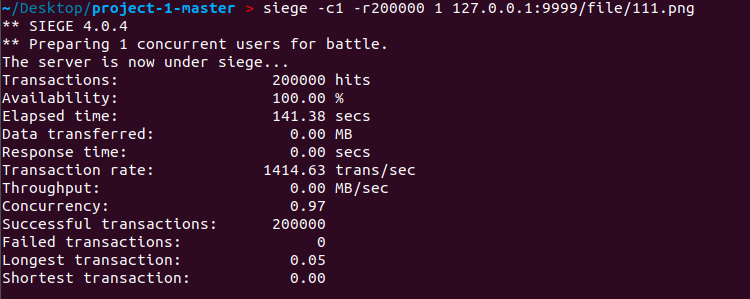 ~/Desktop/project-1-master > siege -c1 -r200000 1 127.0.0.1:9999/file/111.png
** SIEGE 4.0.4
** Preparing 1 concurrent users for battle.
The server is now under siege...
Transactions: 200000 hits
Availability: 100.00 %
Elapsed time: 141.38 secs
Data transferred: 0.00 MB
Response time: 0.00 secs
Transaction rate: 1414.63 trans/sec
Throughput: 0.00 MB/sec
Concurrency: 0.97
Successful transactions: 200000
Failed transactions: 0
Longest transaction: 0.05
Shortest transaction: 0.00